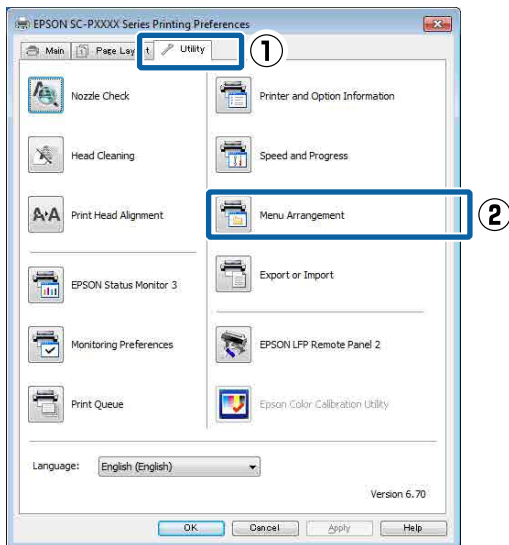 EPSON SC-PXXXX Series Printing Preferences
Main Page Layout Utility
1
Nozzle Check
Printer and Option Information
Head Cleaning
Speed and Progress
Print Head Alignment
Menu Arrangement
2
EPSON Status Monitor 3
Export or Import
Monitoring Preferences
EPSON LFP Remote Panel 2
Print Queue
Epson Color Calibration Utility
Language: English (English)
Version 6.70
OK Cancel Apply Help